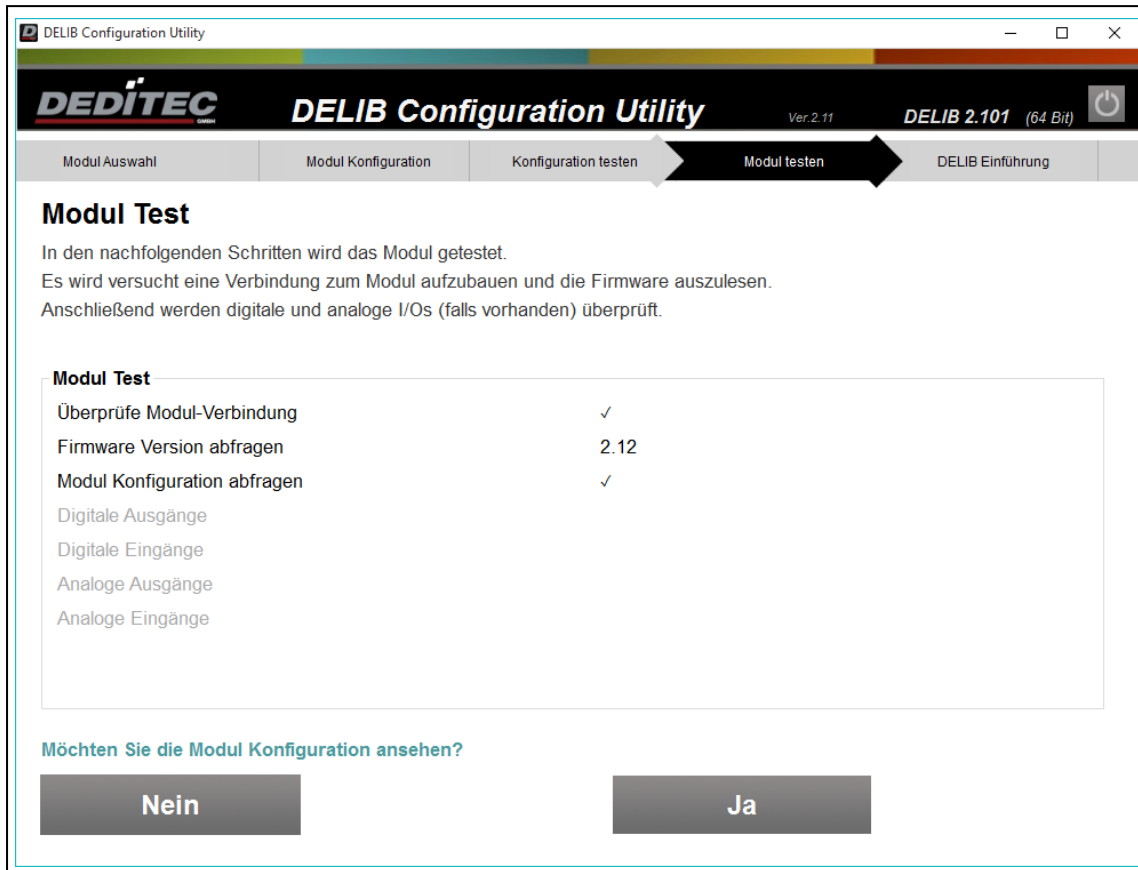 DELIB Configuration Utility
DEDITEC
GMBH
DELIB Configuration Utility
Ver.2.11
DELIB 2.101 (64 Bit)
Modul Auswahl
Modul Konfiguration
Konfiguration testen
Modul testen
DELIB Einführung
Modul Test
In den nachfolgenden Schritten wird das Modul getestet.
Es wird versucht eine Verbindung zum Modul aufzubauen und die Firmware auszulesen.
Anschließend werden digitale und analoge I/Os (falls vorhanden) überprüft.
Modul Test
Überprüfe Modul-Verbindung ✓
Firmware Version abfragen 2.12
Modul Konfiguration abfragen ✓
Digitale Ausgänge
Digitale Eingänge
Analoge Ausgänge
Analoge Eingänge
Möchten Sie die Modul Konfiguration ansehen?
Nein
Ja